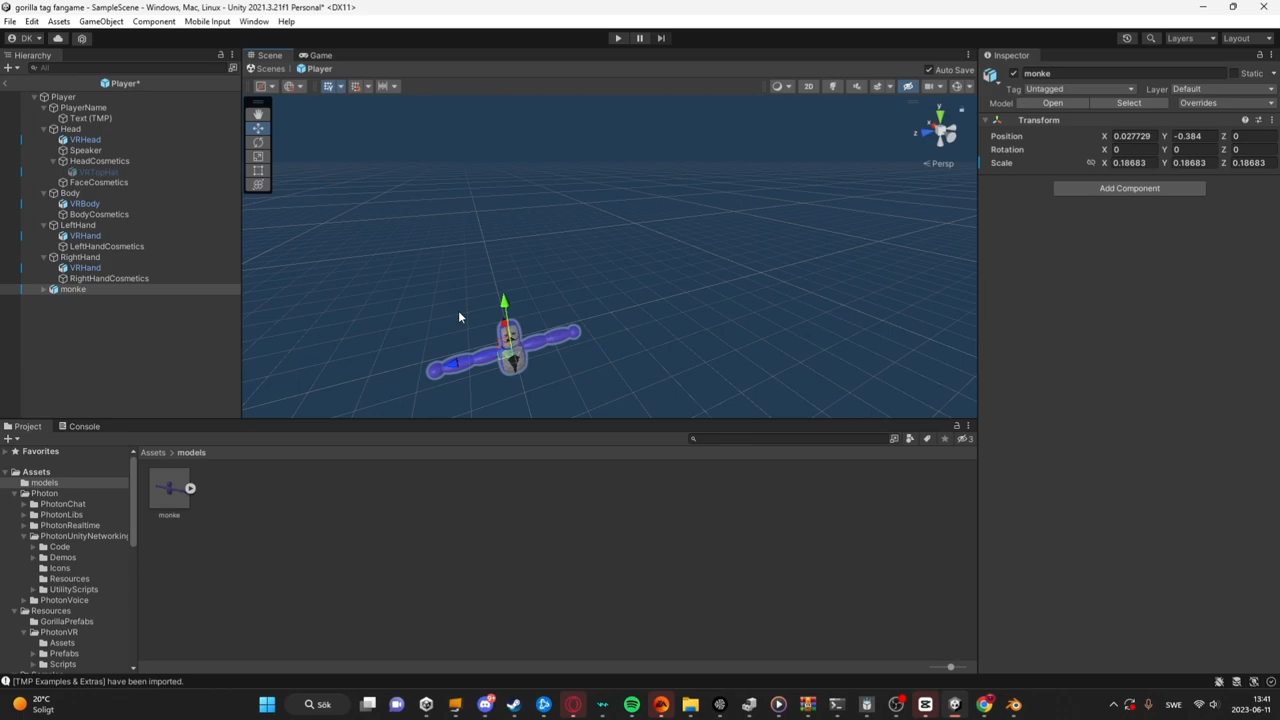 gorilla tag fangame - SampleScene - Windows, Mac, Linux - Unity 2021.3.21f1 Personal* <DX11>
File Edit Assets GameObject Component Mobile Input Window Help
DK Layers Layout
Hierarchy Scene Game Inspector
All Scenes Player monke Static
Player* Auto Save Tag Untagged Layer Default
2D Model Open Select Overrides
Player Transform
PlayerName Position X 0.027729 Y -0.384 Z 0
Text (TMP) Rotation X 0 Y 0 Z 0
Head Scale X 0.18683 Y 0.18683 Z 0.18683
VRHead y x z
Speaker Persp
HeadCosmetics Add Component
VRTopHat
FaceCosmetics
Body
VRBody
BodyCosmetics
LeftHand
VRHand
LeftHandCosmetics
RightHand
VRHand
RightHandCosmetics
monke
Project Console
3
Favorites Assets > models
Assets
models
Photon
PhotonChat
PhotonLibs
PhotonRealtime monke
PhotonUnityNetworking
Code
Demos
Icons
Resources
UtilityScripts
PhotonVoice
Resources
GorillaPrefabs
PhotonVR
Assets
Prefabs
Scripts
[TMP Examples & Extras] have been imported.
20°C
Soligt
Sök
SWE
13:41
2023-06-11